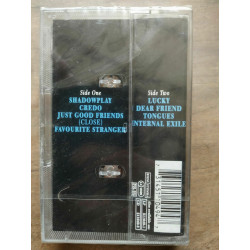 Side One
SHADOWPLAY
CREDO
JUST GOOD FRIENDS
(CLOSE)
FAVOURITE STRANGER
Side Two
LUCKY
DEAR FRIEND
TONGUES
INTERNAL EXILE